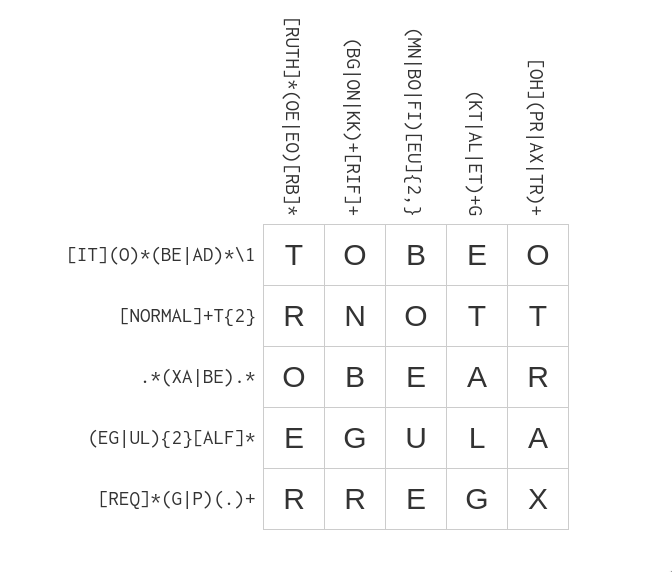 [RUTH]*(OE|EO)[RB]*
(BG|ON|KK)+[RIF]+
(MN|BO|FI)[EU]{2,}
(KT|AL|ET)+G
[OH](PR|AX|TR)+
[IT](O)*(BE|AD)*\1 T O B E O
[NORMAL]+T{2} R N O T T
.*(XA|BE).* O B E A R
(EG|UL){2}[ALF]* E G U L A
[REQ]*(G|P)(.)+ R R E G X